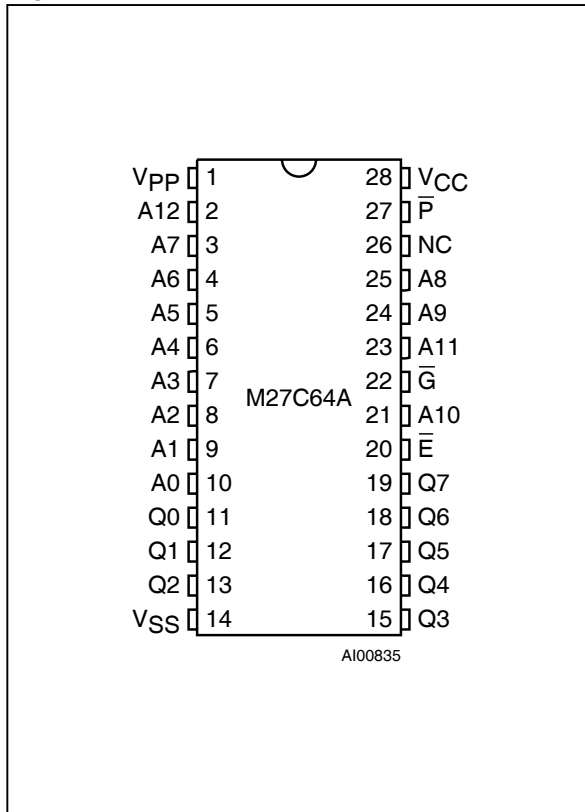 VPP 1 28 VCC
A12 2 27 P̅
A7 3 26 NC
A6 4 25 A8
A5 5 24 A9
A4 6 23 A11
A3 7 22 G̅
M27C64A
A2 8 21 A10
A1 9 20 E̅
A0 10 19 Q7
Q0 11 18 Q6
Q1 12 17 Q5
Q2 13 16 Q4
VSS 14 15 Q3
AI00835